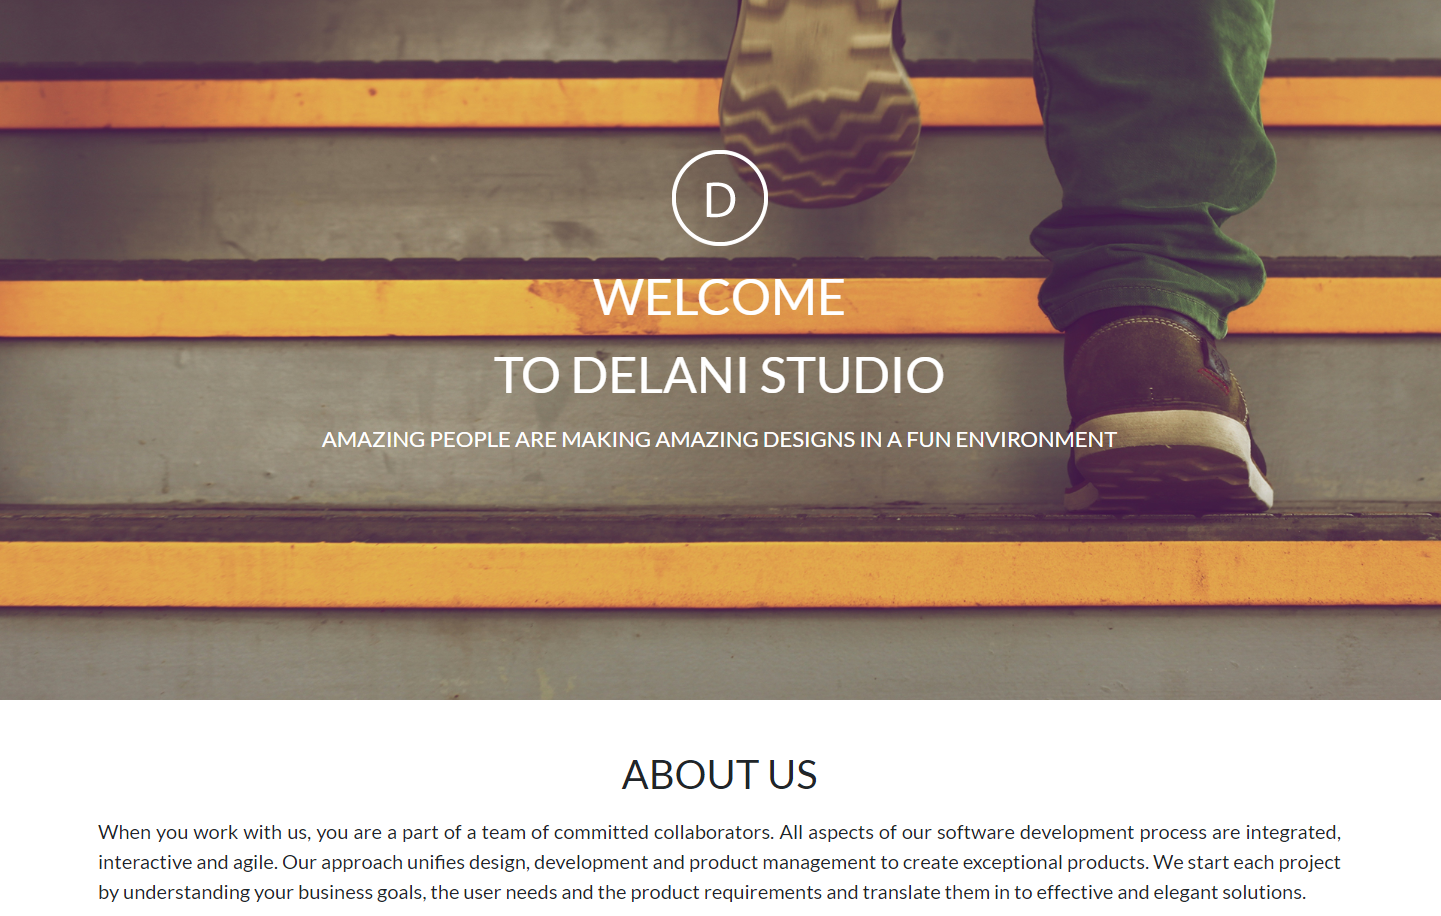 D
WELCOME
TO DELANI STUDIO
AMAZING PEOPLE ARE MAKING AMAZING DESIGNS IN A FUN ENVIRONMENT
ABOUT US
When you work with us, you are a part of a team of committed collaborators. All aspects of our software development process are integrated,
interactive and agile. Our approach unifies design, development and product management to create exceptional products. We start each project
by understanding your business goals, the user needs and the product requirements and translate them in to effective and elegant solutions.